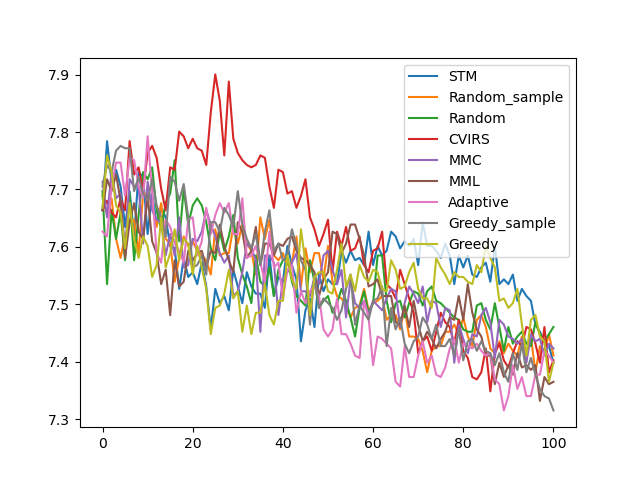 7.9
7.8
7.7
7.6
7.5
7.4
7.3
0 20 40 60 80 100
STM
Random_sample
Random
CVIRS
MMC
MML
Adaptive
Greedy_sample
Greedy